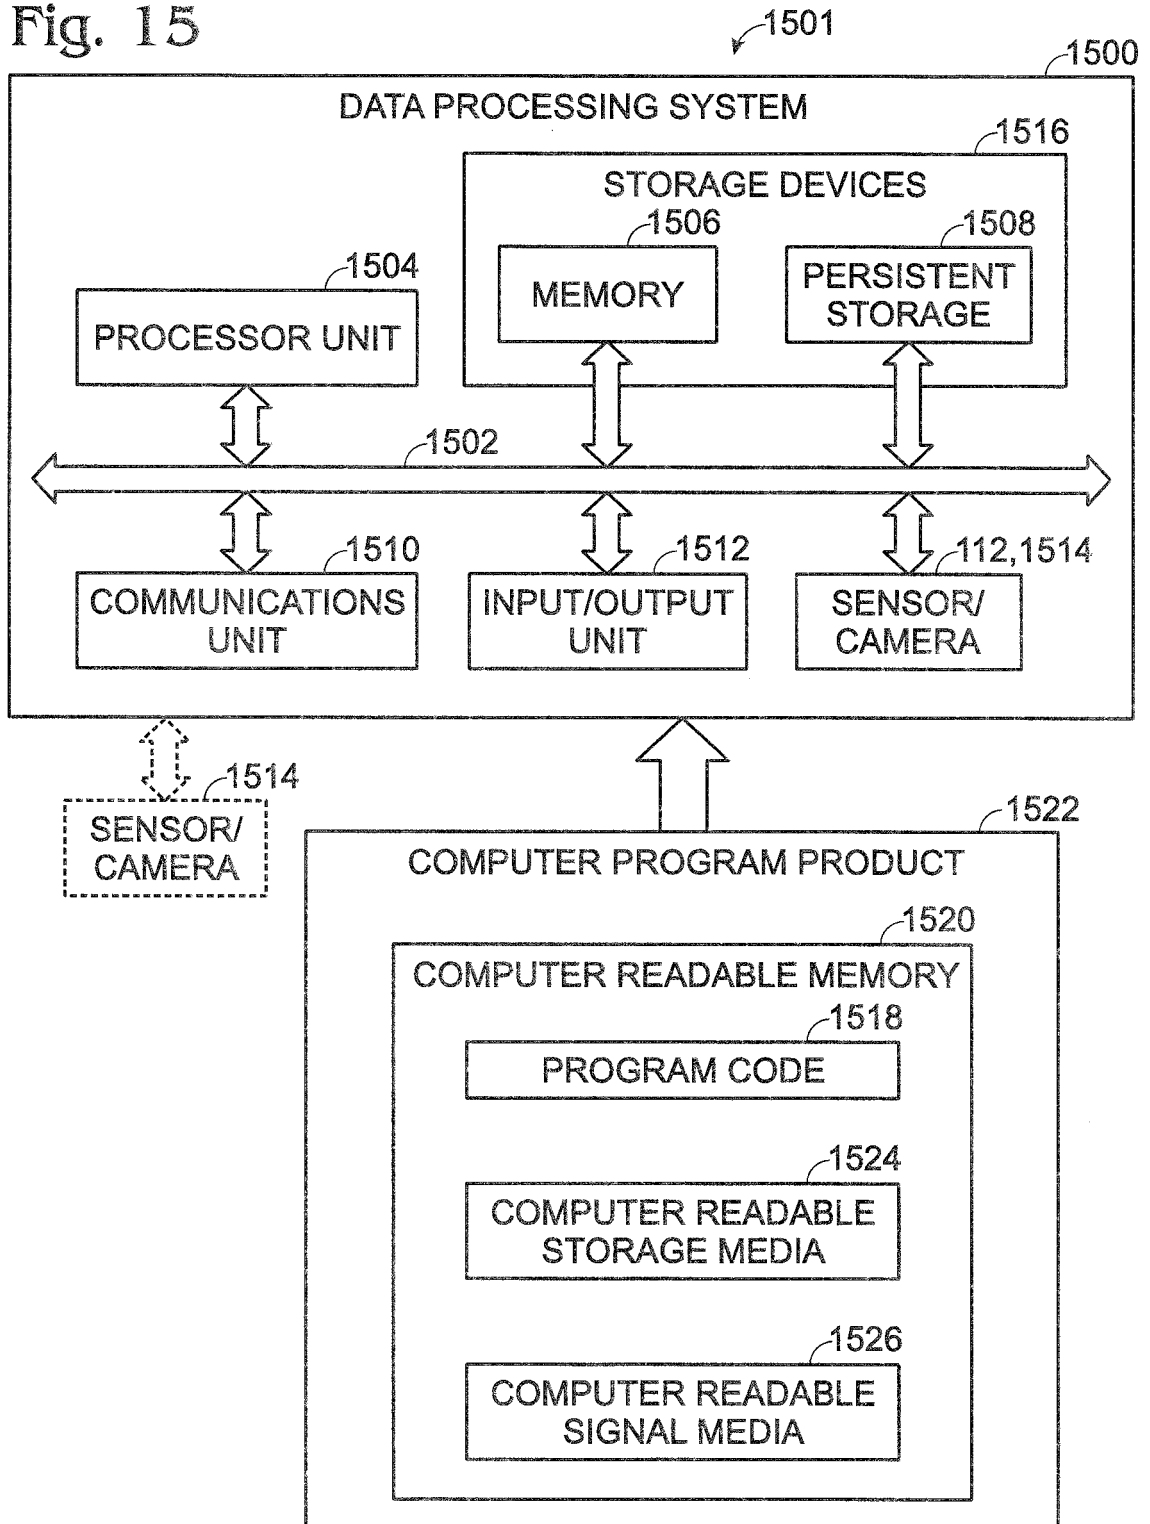 Fig. 15
1501
1500
DATA PROCESSING SYSTEM
1516
STORAGE DEVICES
1506
1508
MEMORY
PERSISTENT
STORAGE
1504
PROCESSOR UNIT
1502
1510
COMMUNICATIONS
UNIT
1512
INPUT/OUTPUT
UNIT
112,1514
SENSOR/
CAMERA
1514
SENSOR/
CAMERA
1522
COMPUTER PROGRAM PRODUCT
1520
COMPUTER READABLE MEMORY
1518
PROGRAM CODE
1524
COMPUTER READABLE
STORAGE MEDIA
1526
COMPUTER READABLE
SIGNAL MEDIA